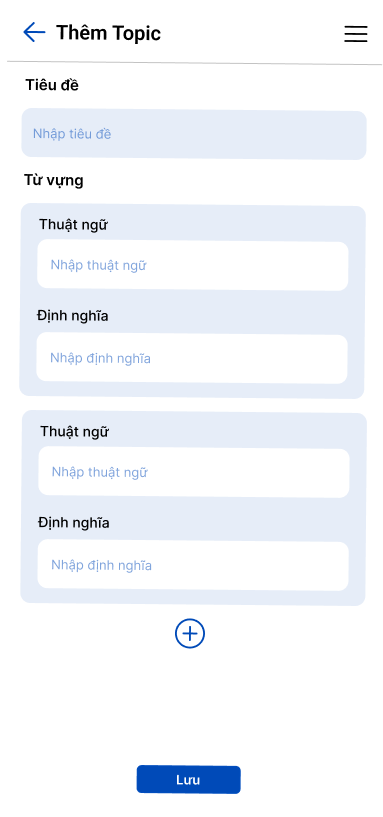 Thêm Topic
Tiêu đề
Nhập tiêu đề
Từ vựng
Thuật ngữ
Nhập thuật ngữ
Định nghĩa
Nhập định nghĩa
Thuật ngữ
Nhập thuật ngữ
Định nghĩa
Nhập định nghĩa
Lưu